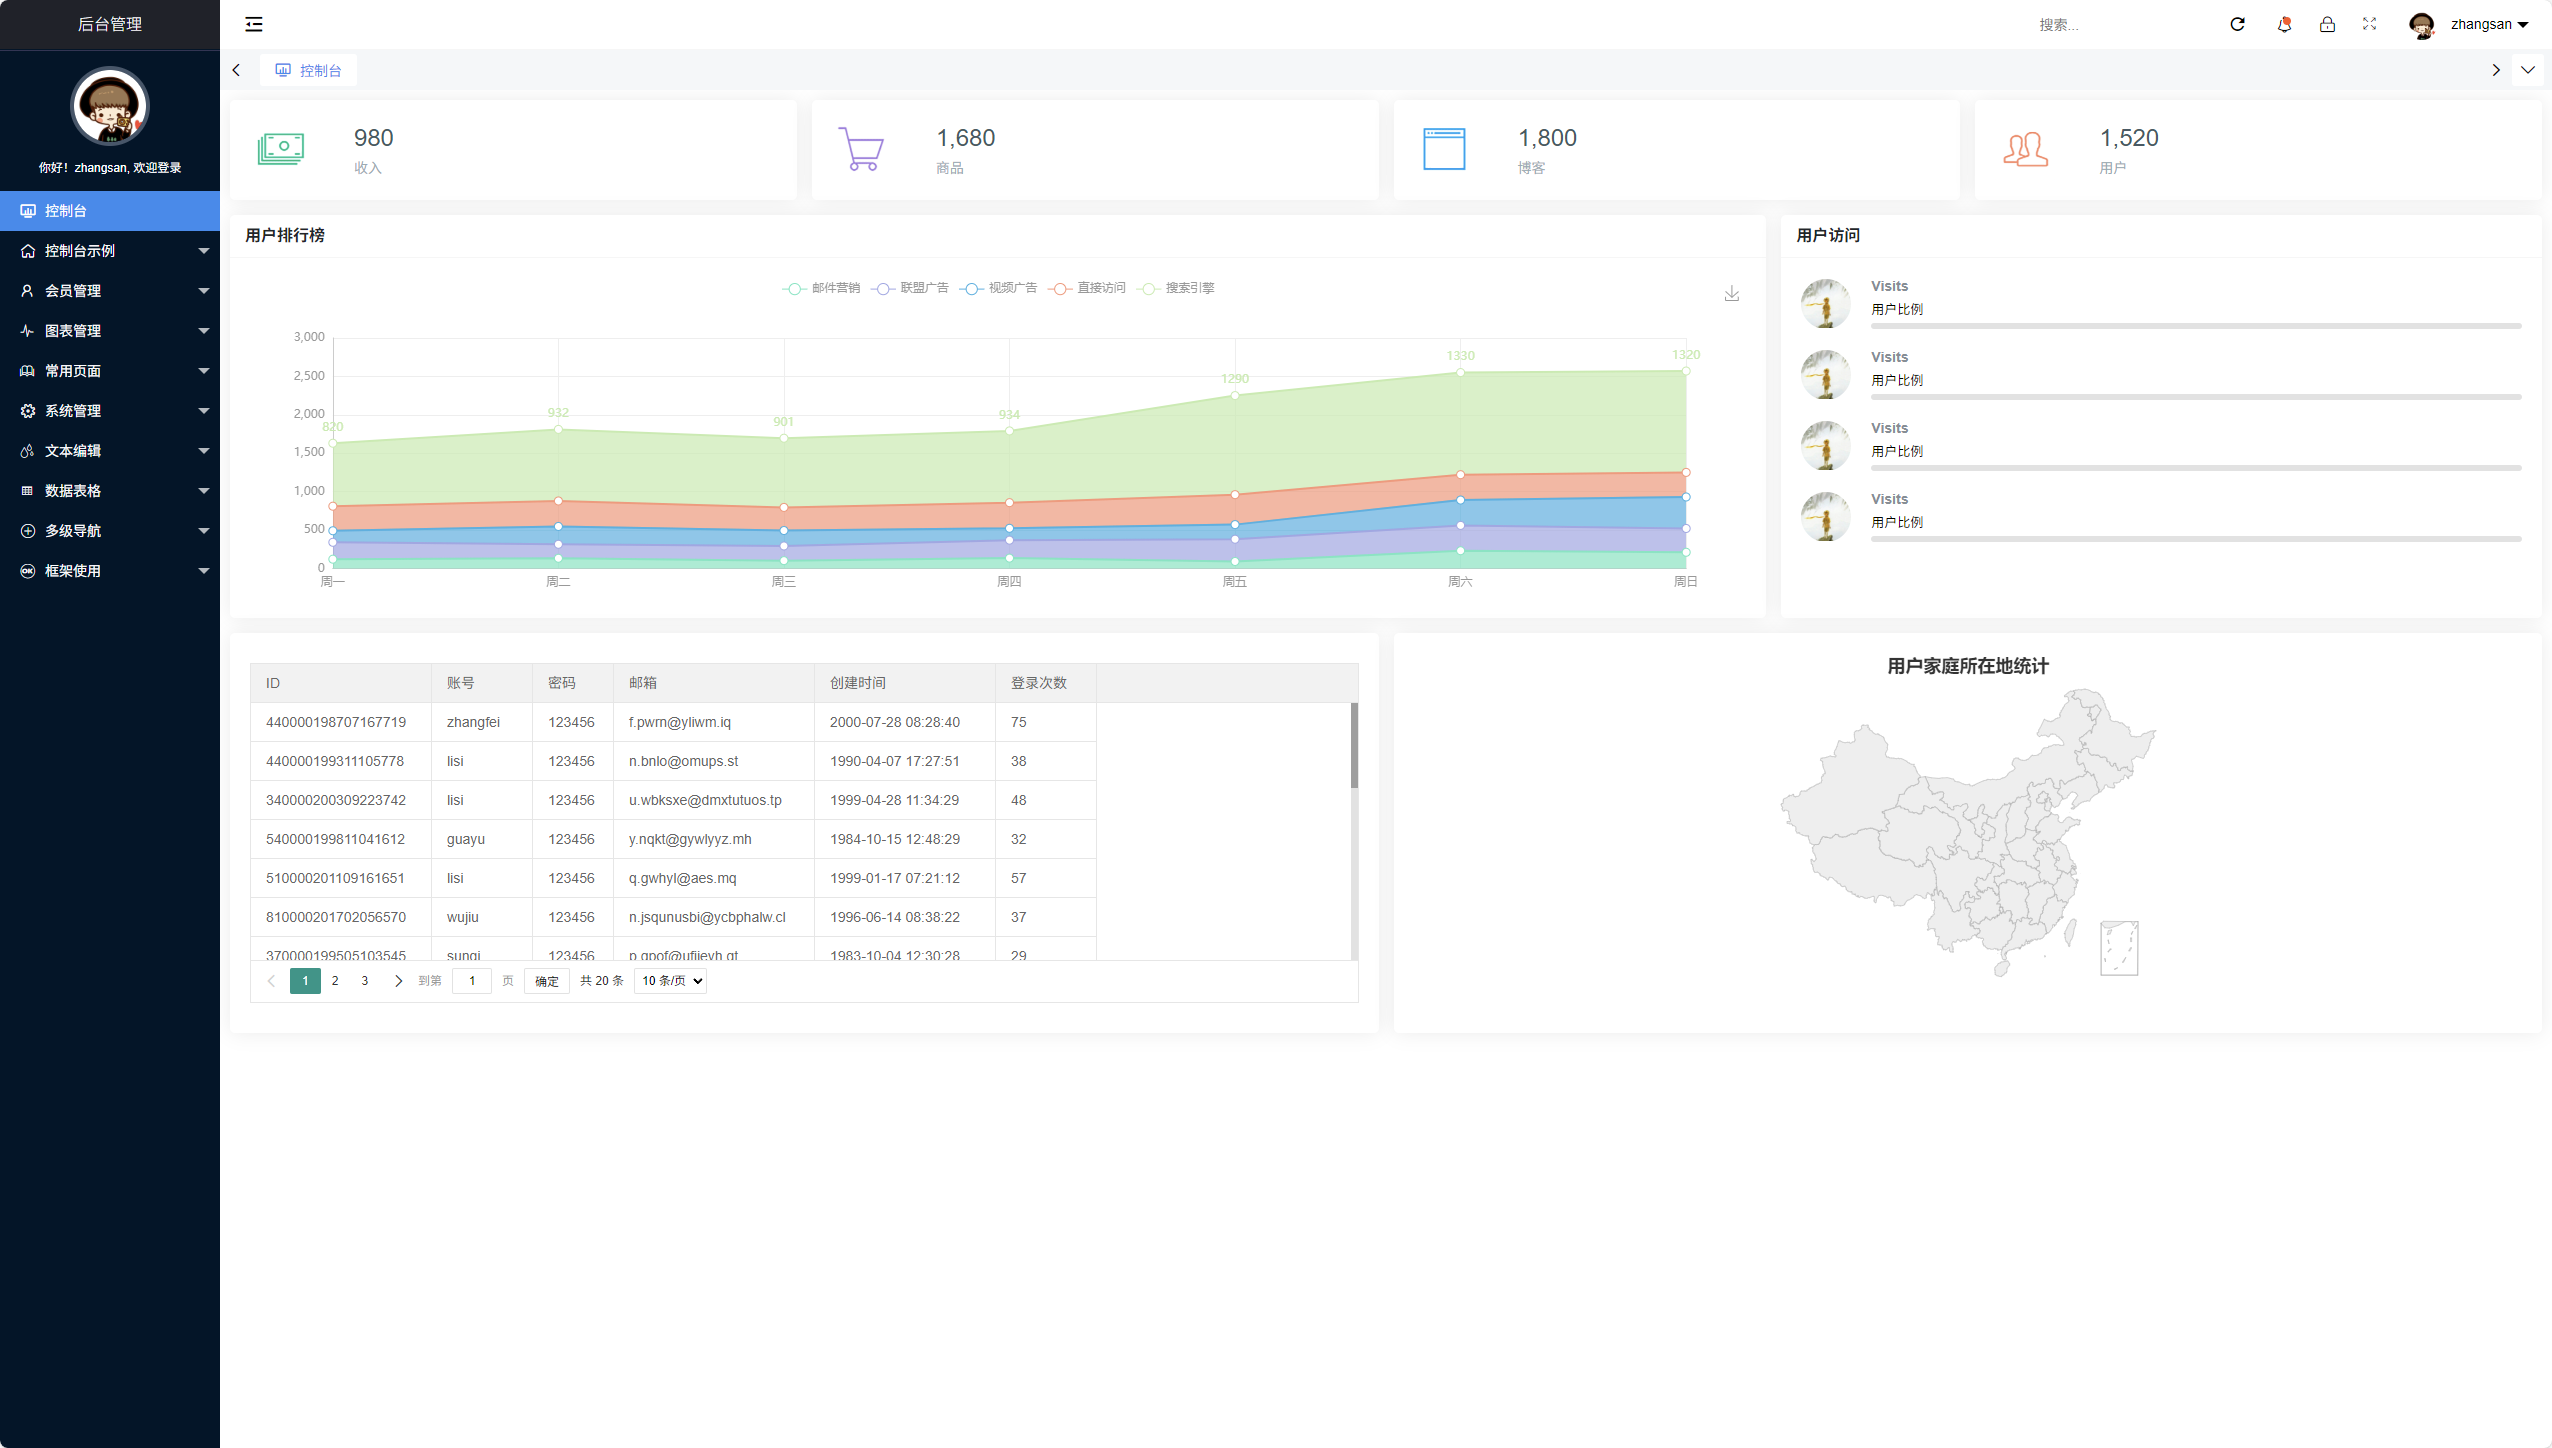 后台管理
搜索...
zhangsan
你好！zhangsan, 欢迎登录
控制台
控制台示例
会员管理
图表管理
常用页面
系统管理
文本编辑
数据表格
多级导航
框架使用
控制台
980
收入
1,680
商品
1,800
博客
1,520
用户
用户排行榜
邮件营销 联盟广告 视频广告 直接访问 搜索引擎
3,000
2,500
2,000
1,500
1,000
500
0
820 932 901 934 1290 1330 1320
周一 周二 周三 周四 周五 周六 周日
用户访问
Visits
用户比例
Visits
用户比例
Visits
用户比例
Visits
用户比例
ID 账号 密码 邮箱 创建时间 登录次数
440000198707167719 zhangfei 123456 f.pwrn@yliwm.iq 2000-07-28 08:28:40 75
440000199311105778 lisi 123456 n.bnlo@omups.st 1990-04-07 17:27:51 38
340000200309223742 lisi 123456 u.wbksxe@dmxtutuos.tp 1999-04-28 11:34:29 48
540000199811041612 guayu 123456 y.nqkt@gywlyyz.mh 1984-10-15 12:48:29 32
510000201109161651 lisi 123456 q.gwhyl@aes.mq 1999-01-17 07:21:12 57
810000201702056570 wujiu 123456 n.jsqunusbi@ycbphalw.cl 1996-06-14 08:38:22 37
370000199505103545 123456 1983-10-04 12:30:28 29
1 2 3 到第 1 页 确定 共 20 条 10 条/页
用户家庭所在地统计